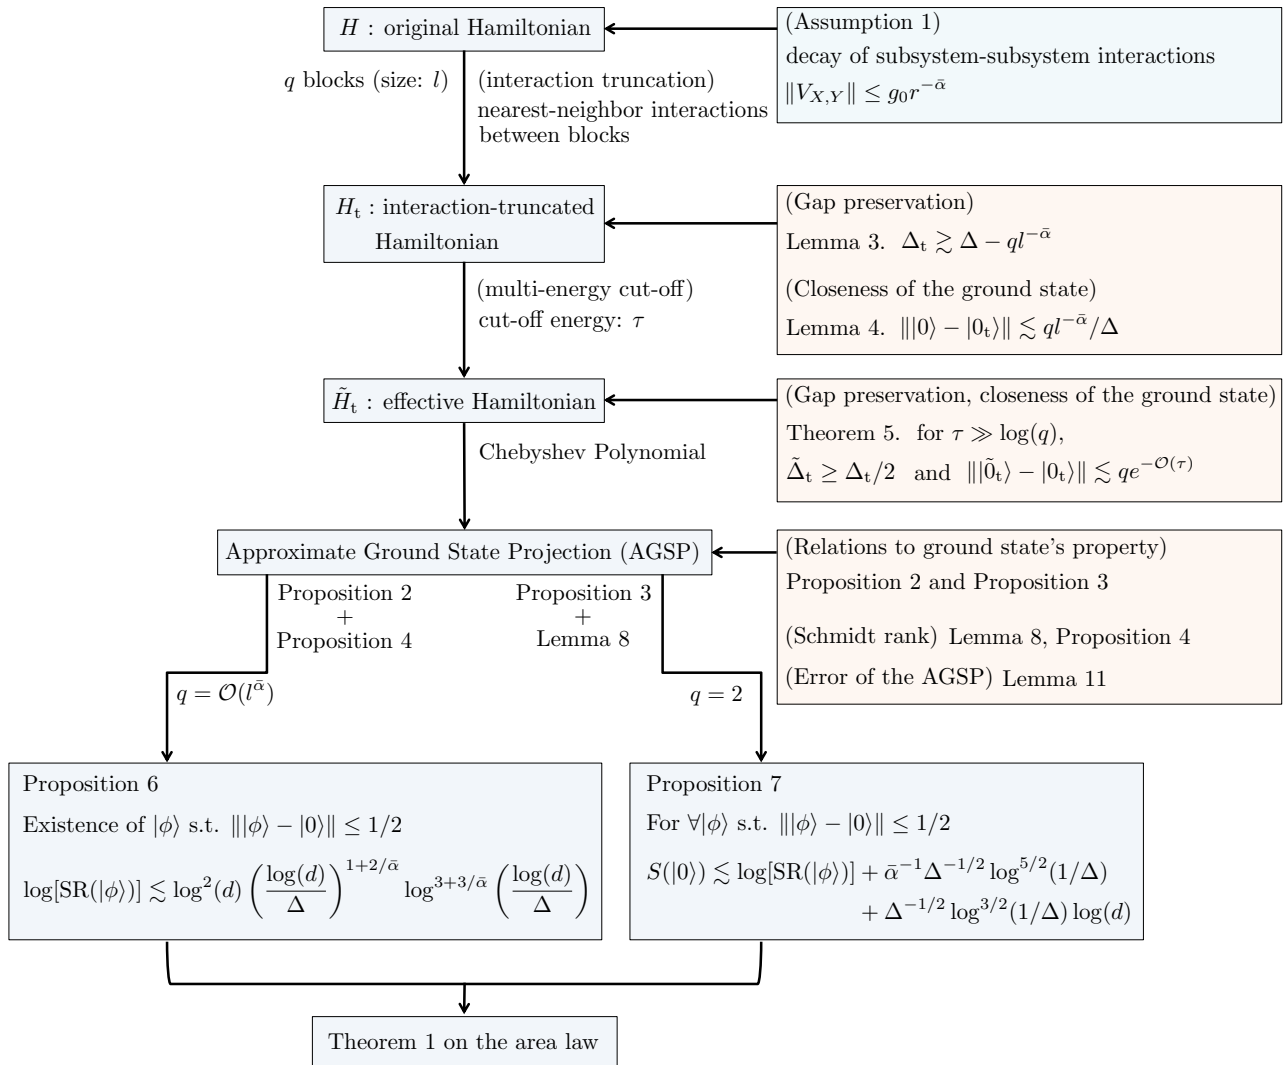 H : original Hamiltonian
(Assumption 1)
decay of subsystem-subsystem interactions
‖V_{X,Y}‖ ≤ g_0 r^{-ᾱ}
q blocks (size: l)
(interaction truncation)
nearest-neighbor interactions
between blocks
H_t : interaction-truncated
Hamiltonian
(Gap preservation)
Lemma 3. Δ_t ≳ Δ − ql^{-ᾱ}
(Closeness of the ground state)
Lemma 4. ‖|0⟩ − |0_t⟩‖ ≲ ql^{-ᾱ}/Δ
(multi-energy cut-off)
cut-off energy: τ
H̃_t : effective Hamiltonian
(Gap preservation, closeness of the ground state)
Theorem 5. for τ ≫ log(q),
Δ̃_t ≥ Δ_t/2 and ‖|0̃_t⟩ − |0_t⟩‖ ≲ qe^{-𝒪(τ)}
Chebyshev Polynomial
Approximate Ground State Projection (AGSP)
(Relations to ground state's property)
Proposition 2 and Proposition 3
(Schmidt rank) Lemma 8, Proposition 4
(Error of the AGSP) Lemma 11
Proposition 2
+
Proposition 4
Proposition 3
+
Lemma 8
q = 𝒪(l^{ᾱ})
q = 2
Proposition 6
Existence of |ϕ⟩ s.t. ‖|ϕ⟩ − |0⟩‖ ≤ 1/2
log[SR(|ϕ⟩)] ≲ log^2(d) (log(d)/Δ)^{1+2/ᾱ} log^{3+3/ᾱ} (log(d)/Δ)
Proposition 7
For ∀|ϕ⟩ s.t. ‖|ϕ⟩ − |0⟩‖ ≤ 1/2
S(|0⟩) ≲ log[SR(|ϕ⟩)] + ᾱ^{-1}Δ^{-1/2} log^{5/2}(1/Δ)
+ Δ^{-1/2} log^{3/2}(1/Δ) log(d)
Theorem 1 on the area law